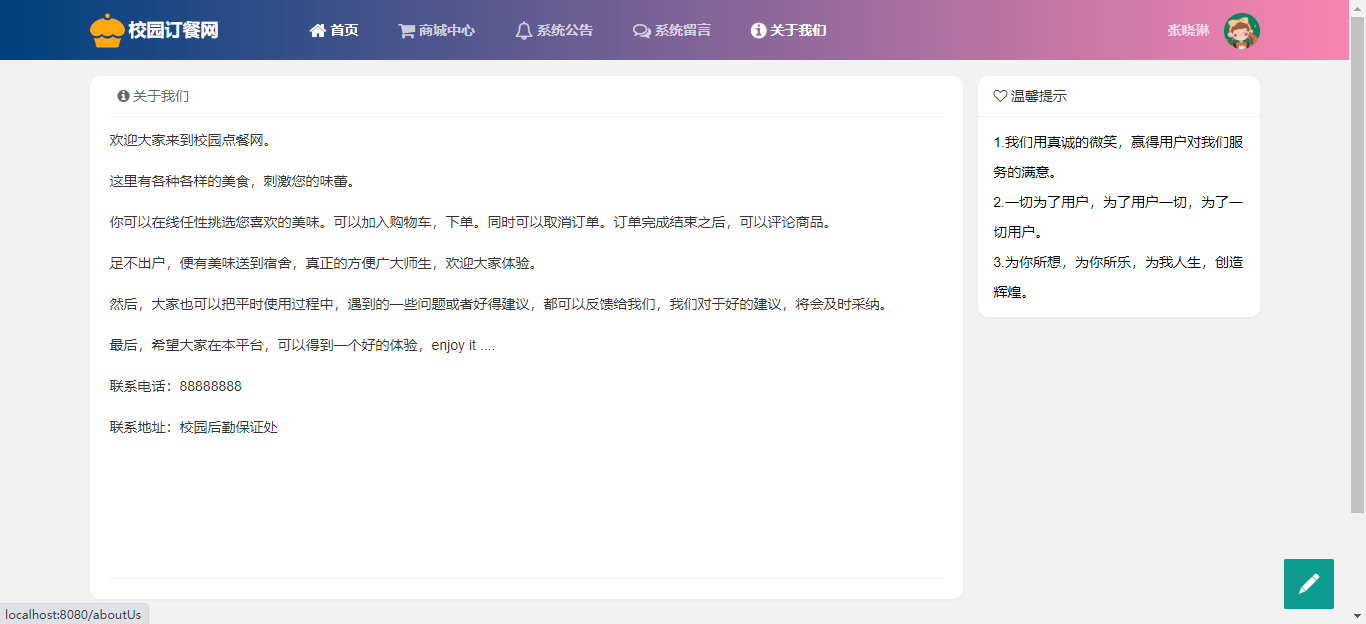 校园订餐网
首页
商城中心
系统公告
系统留言
关于我们
张晓琳
关于我们
欢迎大家来到校园点餐网。
这里有各种各样的美食，刺激您的味蕾。
你可以在线任性挑选您喜欢的美味。可以加入购物车，下单。同时可以取消订单。订单完成结束之后，可以评论商品。
足不出户，便有美味送到宿舍，真正的方便广大师生，欢迎大家体验。
然后，大家也可以把平时使用过程中，遇到的一些问题或者好得建议，都可以反馈给我们，我们对于好的建议，将会及时采纳。
最后，希望大家在本平台，可以得到一个好的体验，enjoy it ....
联系电话：88888888
联系地址：校园后勤保证处
温馨提示
1.我们用真诚的微笑，赢得用户对我们服
务的满意。
2.一切为了用户，为了用户一切，为了一
切用户。
3.为你所想，为你所乐，为我人生，创造
辉煌。
localhost:8080/aboutUs